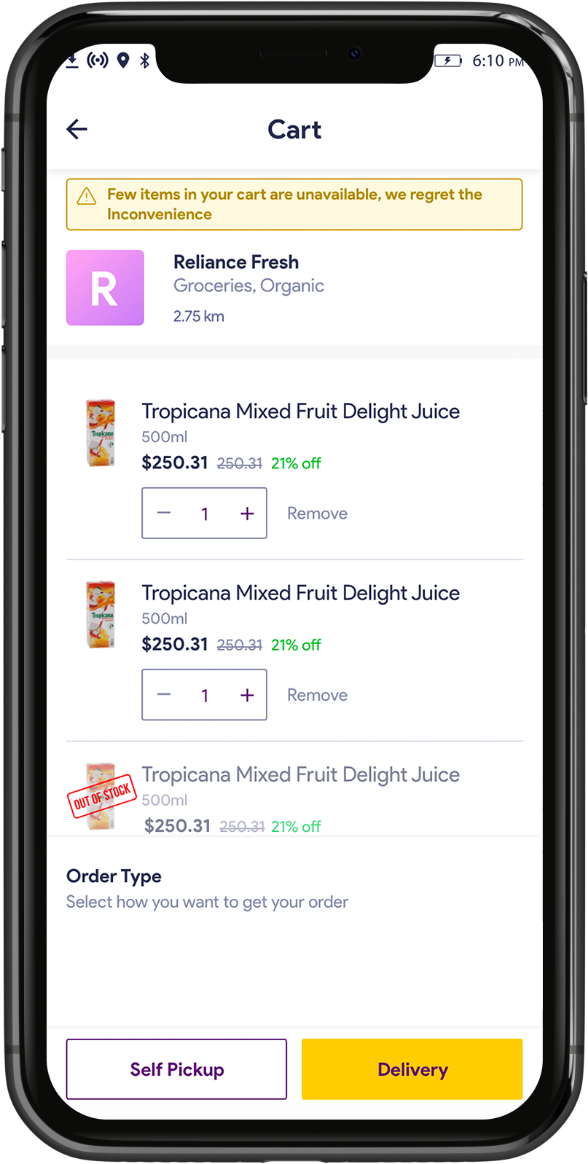 6:10 PM
Cart
Few items in your cart are unavailable, we regret the
Inconvenience
R
Reliance Fresh
Groceries, Organic
2.75 km
Tropicana
Tropicana Mixed Fruit Delight Juice
500ml
$250.31 250.31 21% off
1 Remove
Tropicana
Tropicana Mixed Fruit Delight Juice
500ml
$250.31 250.31 21% off
1 Remove
OUT OF STOCK
Tropicana Mixed Fruit Delight Juice
500ml
$250.31 250.31 21% off
Order Type
Select how you want to get your order
Self Pickup
Delivery